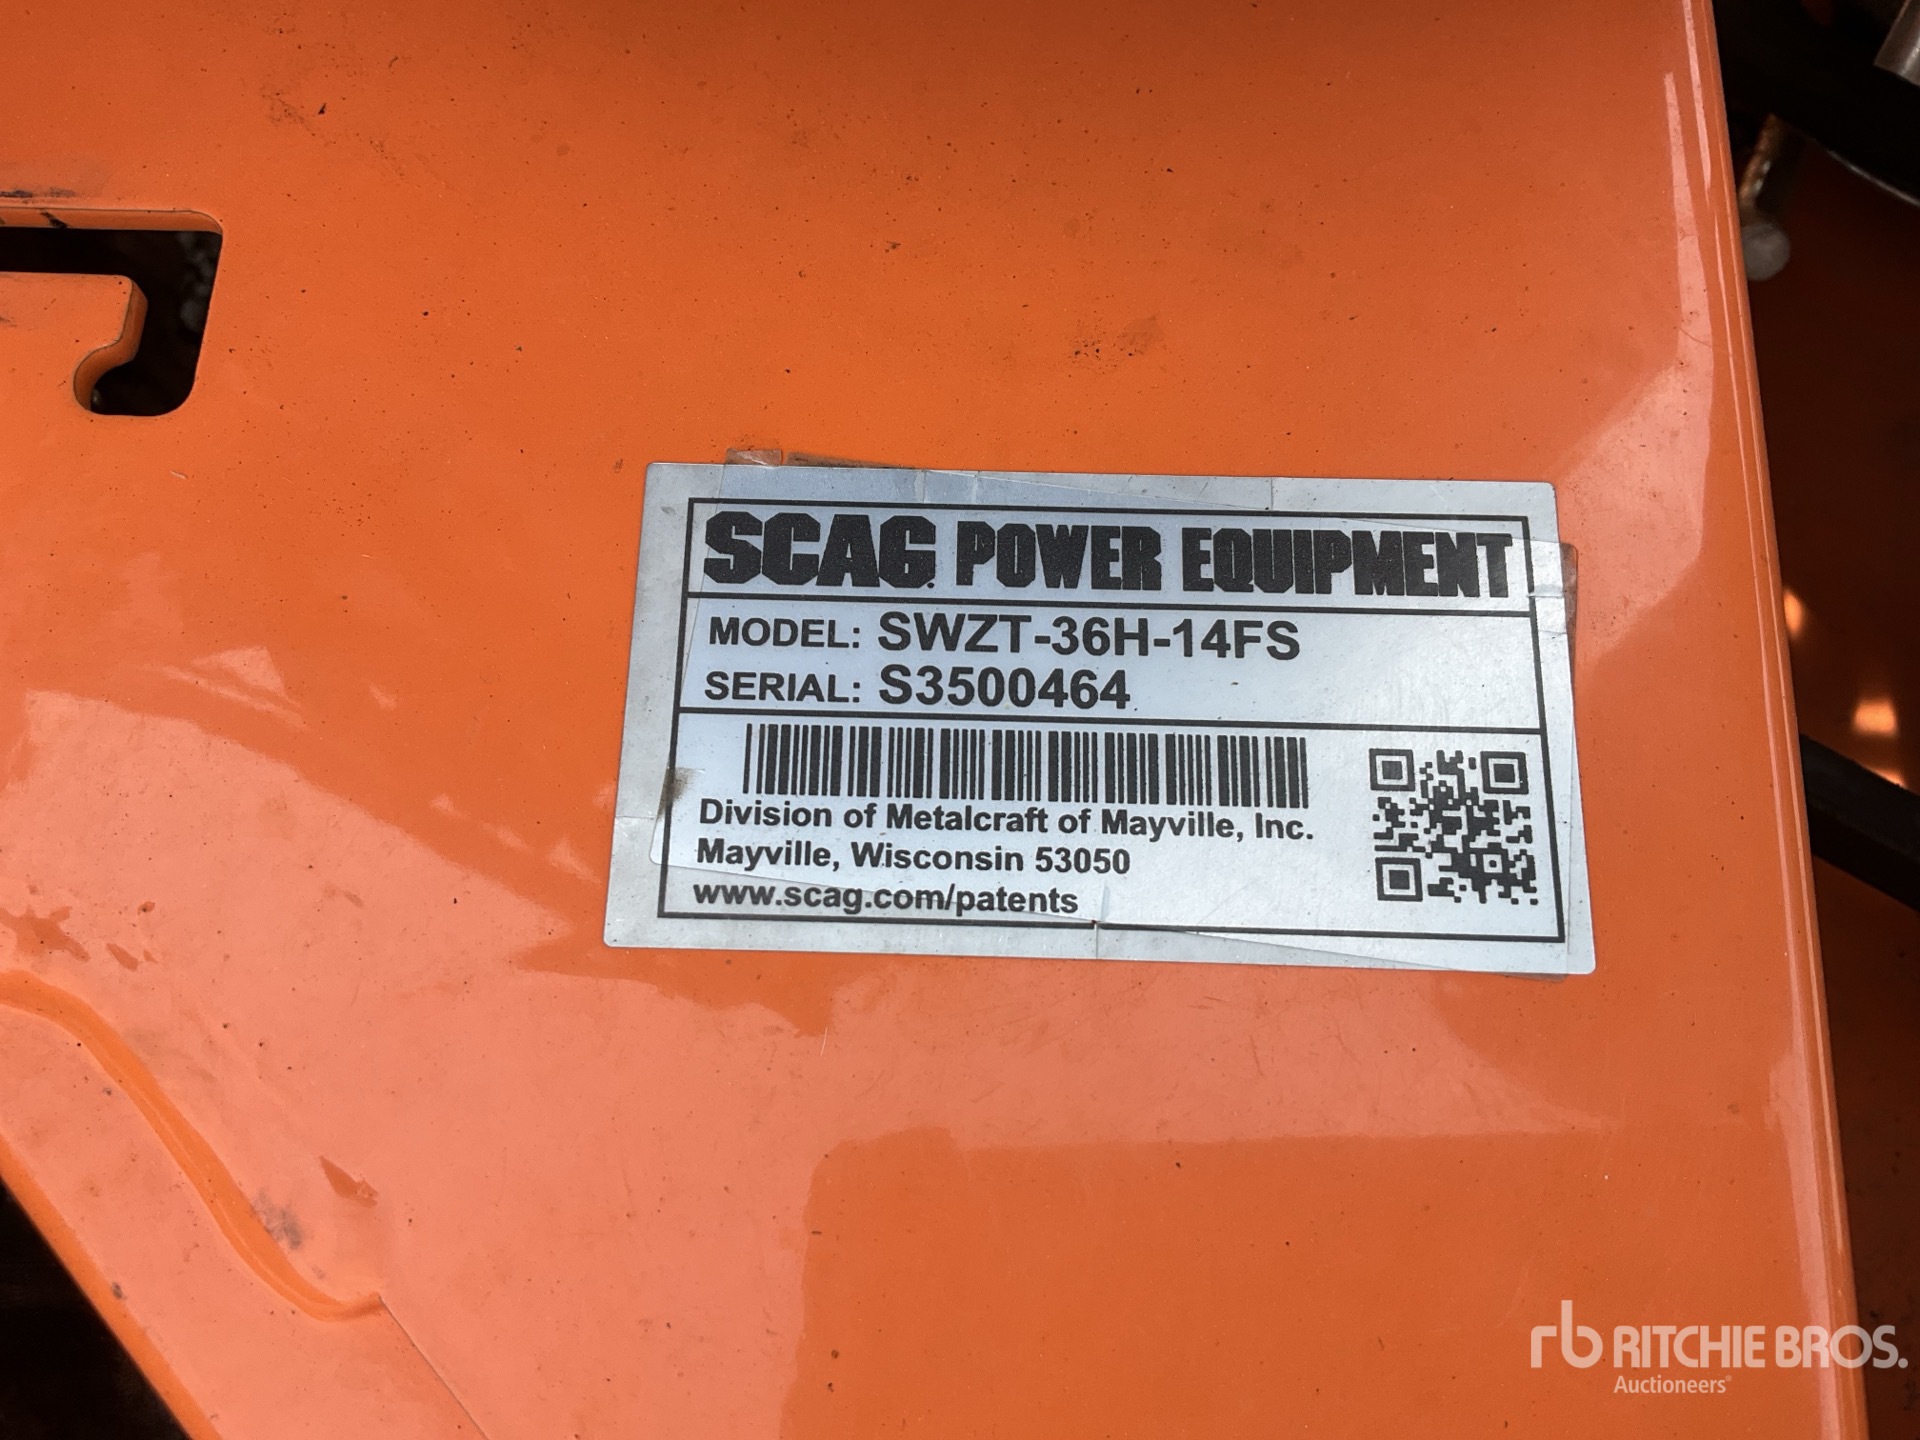 SCAG POWER EQUIPMENT
MODEL: SWZT-36H-14FS
SERIAL: S3500464
Division of Metalcraft of Mayville, Inc.
Mayville, Wisconsin 53050
www.scag.com/patents
rb RITCHIE BROS.
Auctioneers®